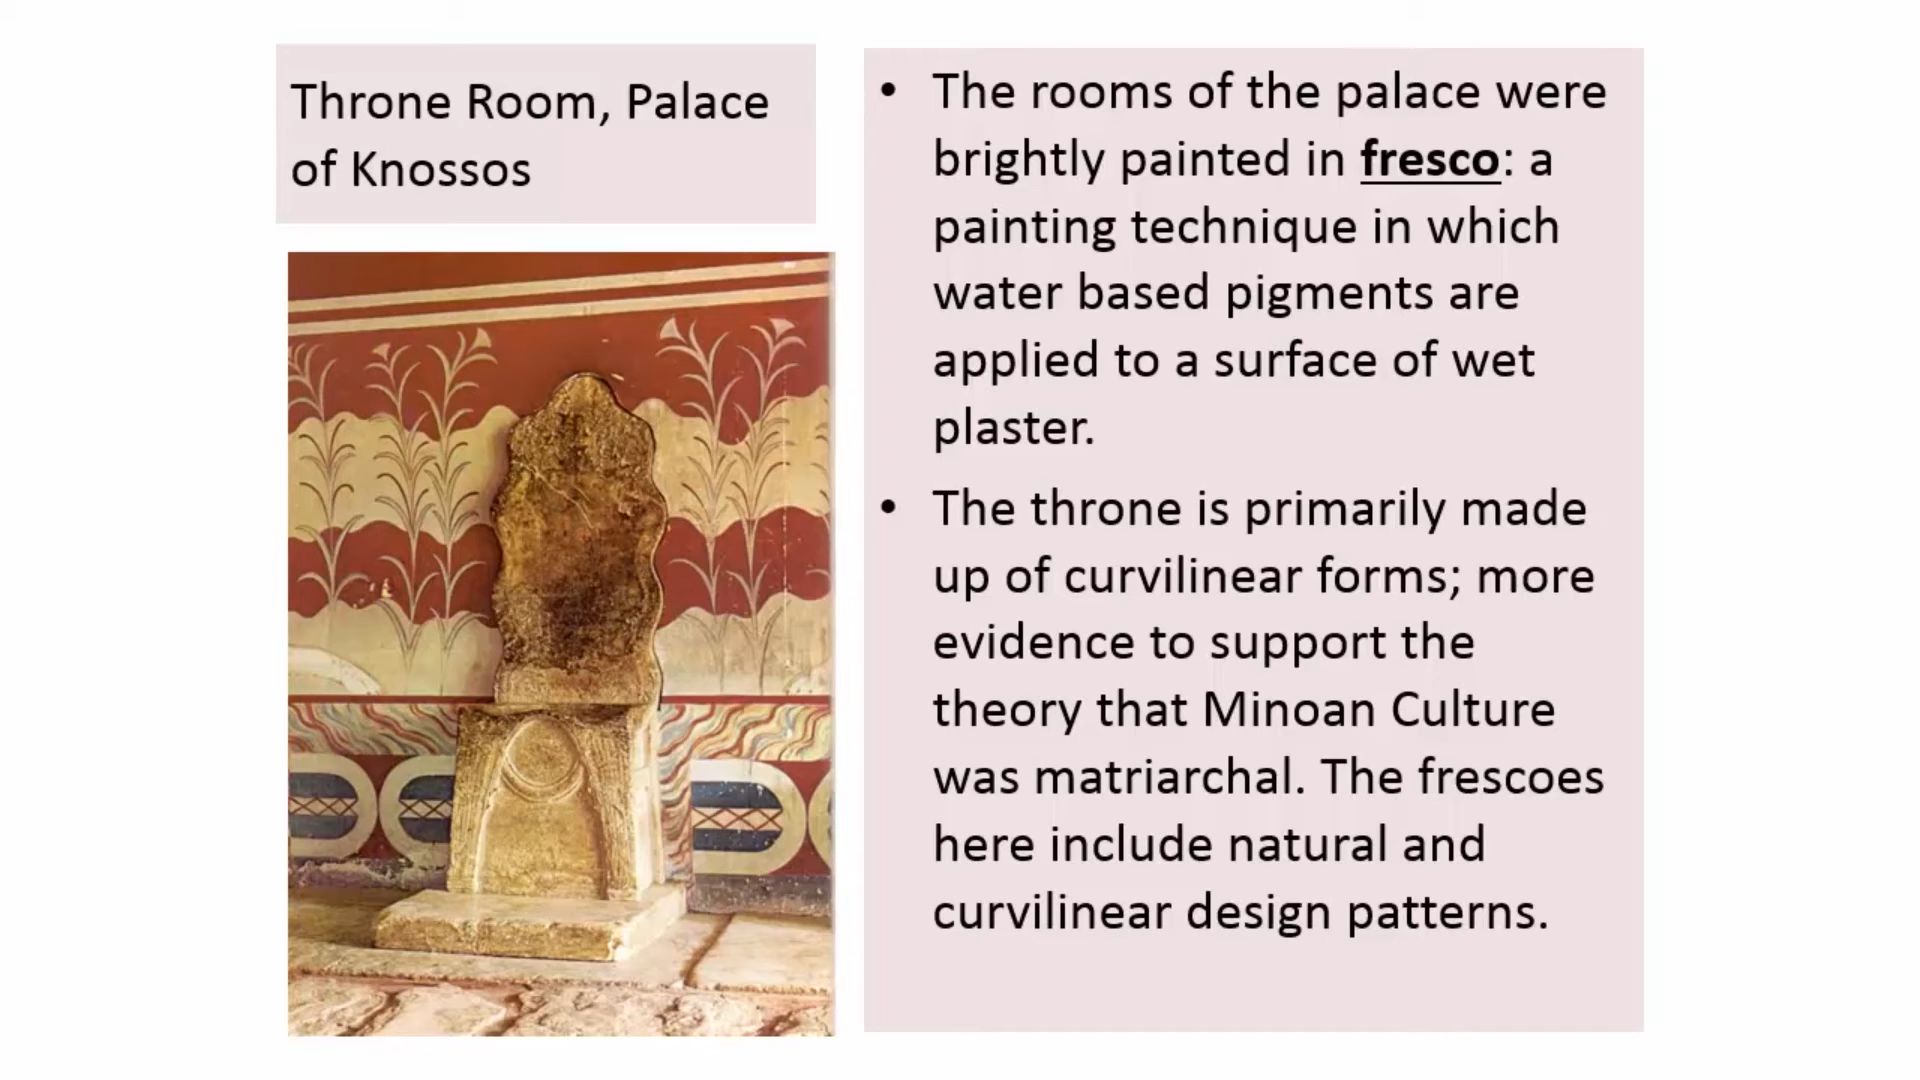 Throne Room, Palace
of Knossos
• The rooms of the palace were
brightly painted in fresco: a
painting technique in which
water based pigments are
applied to a surface of wet
plaster.
• The throne is primarily made
up of curvilinear forms; more
evidence to support the
theory that Minoan Culture
was matriarchal. The frescoes
here include natural and
curvilinear design patterns.